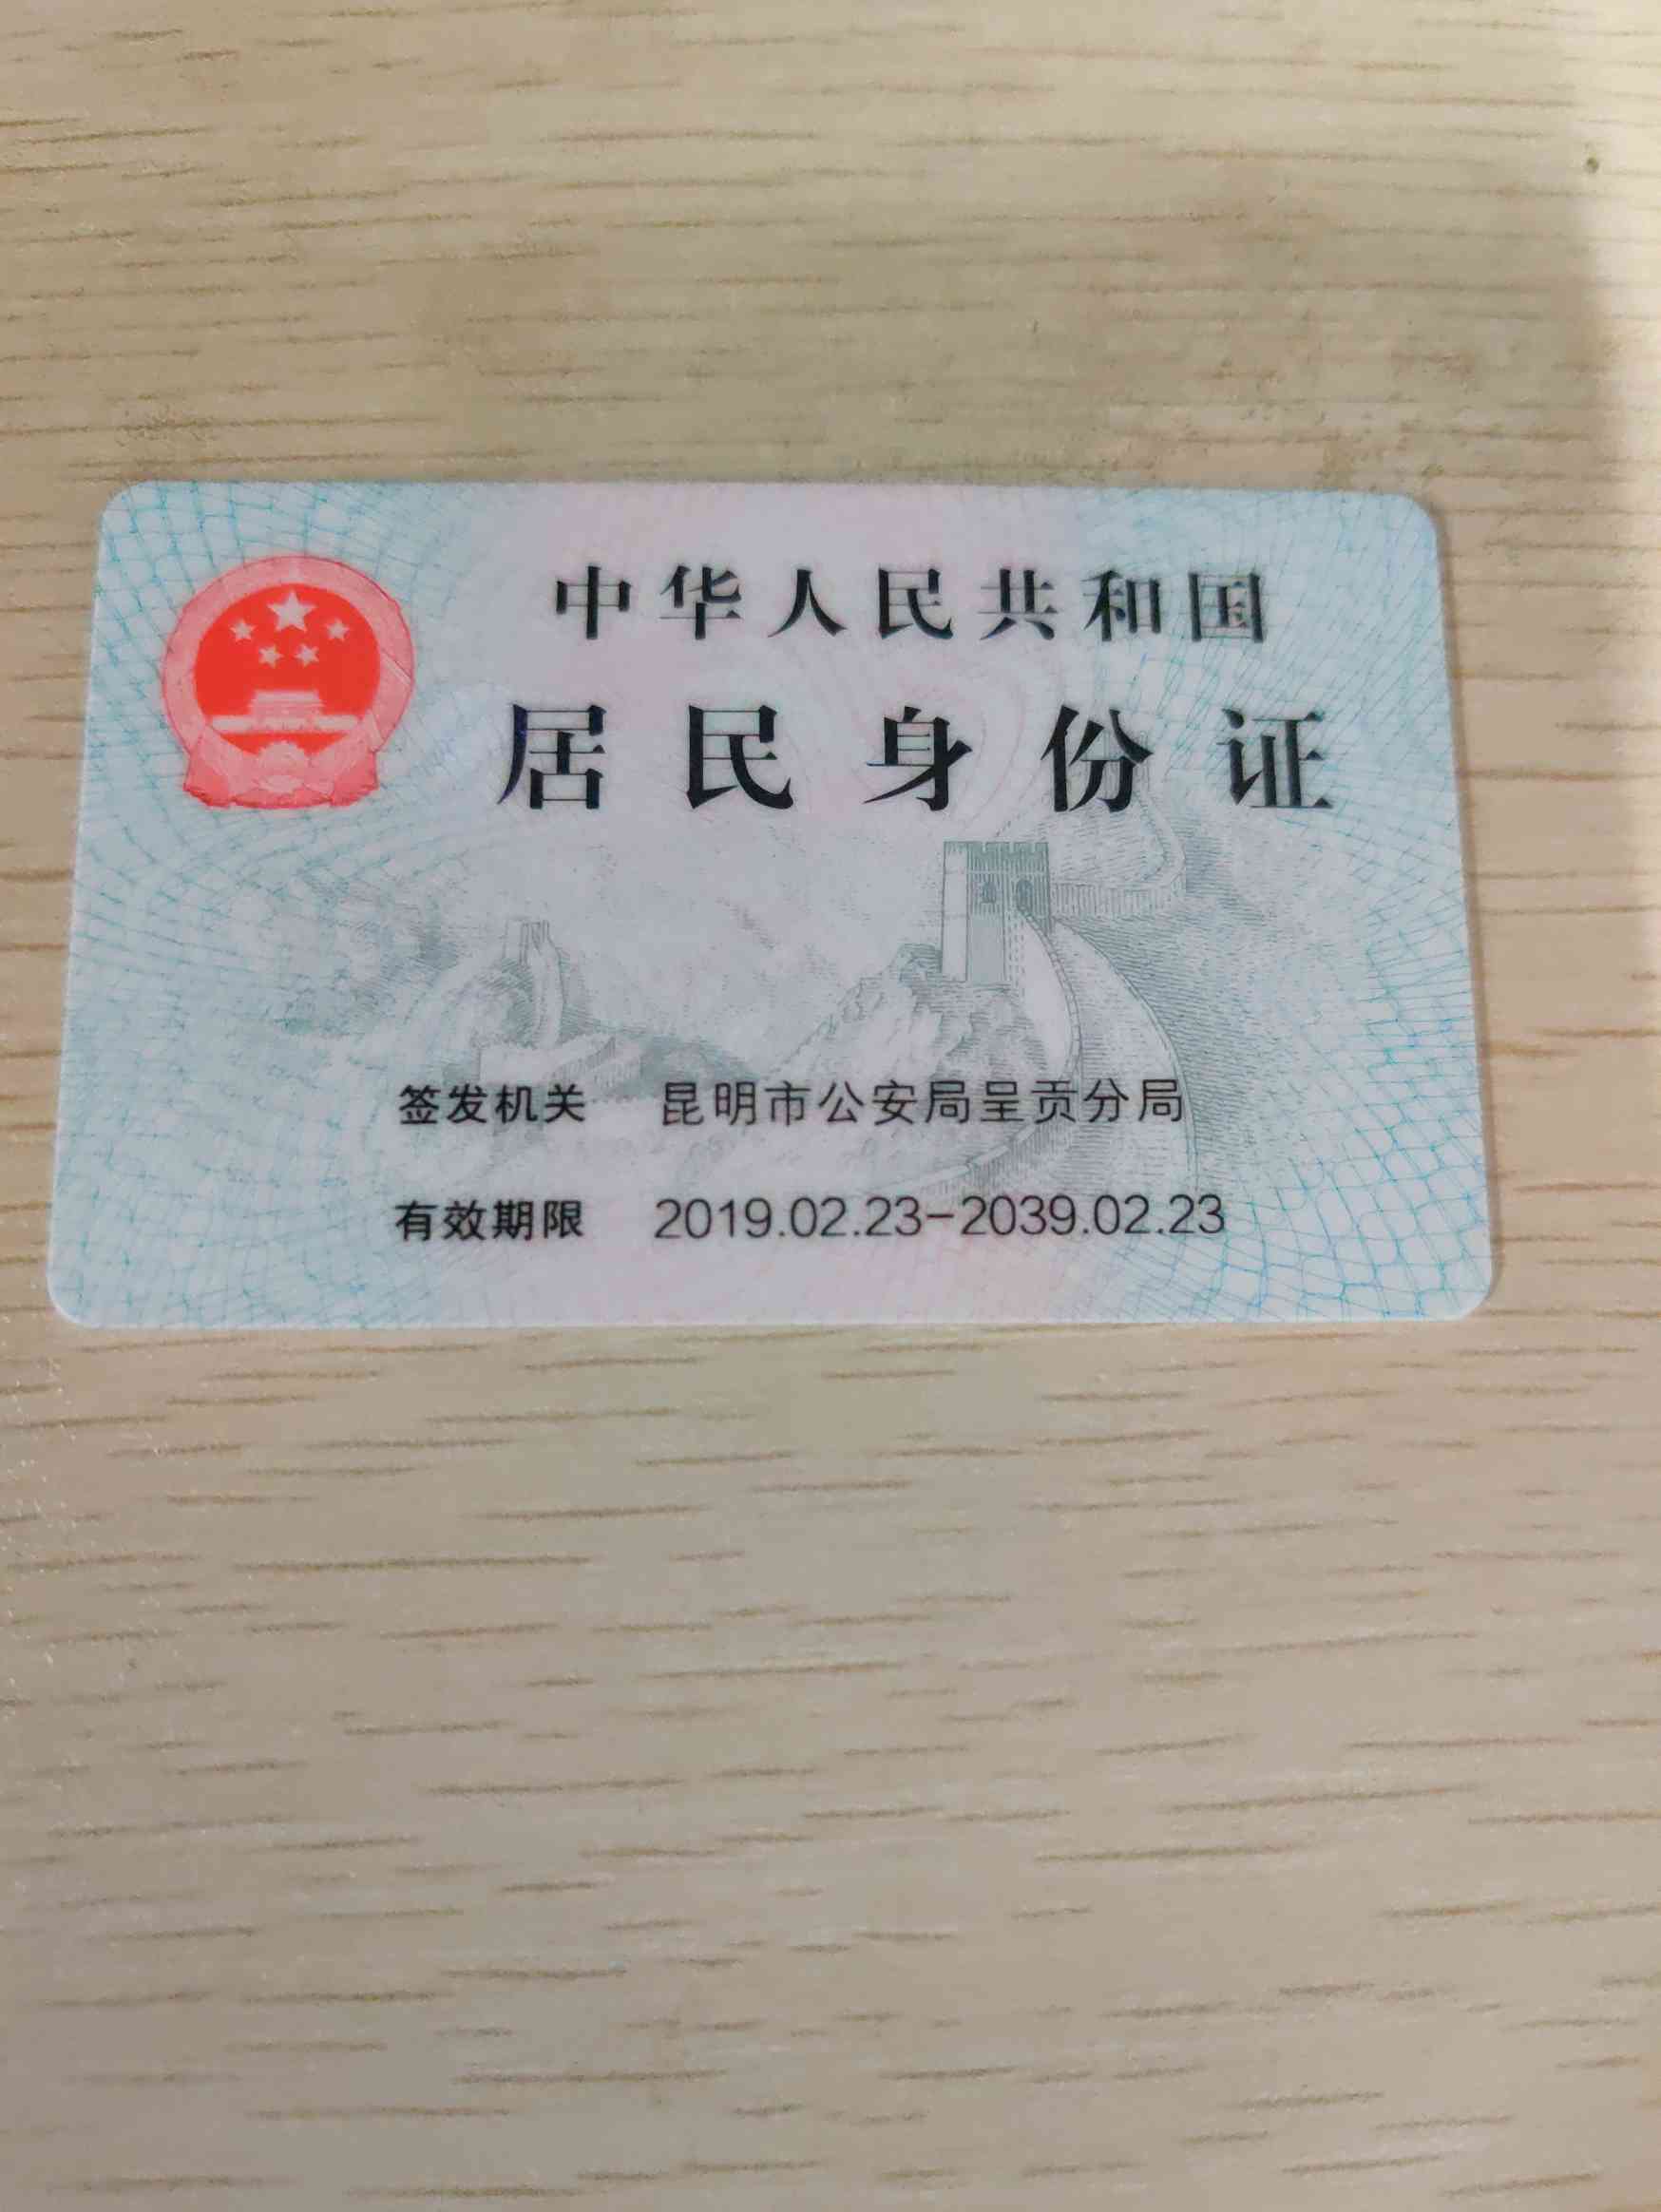 中华人民共和国
居民身份证
签发机关 昆明市公安局呈贡分局
有效期限 2019.02.23-2039.02.23